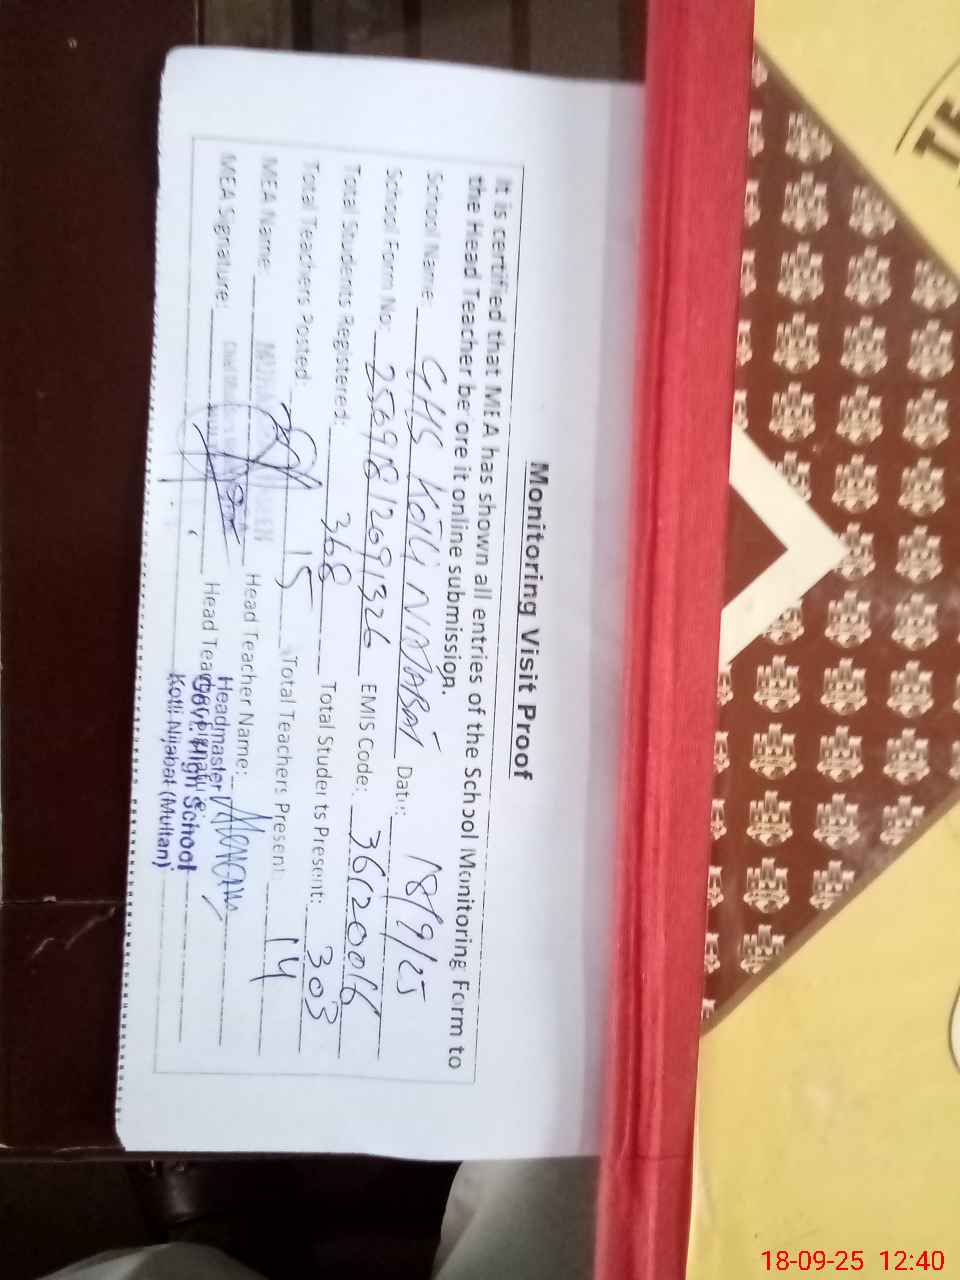 TE
Monitoring Visit Proof
It is certified that MEA has shown all entries of the School Monitoring Form to
the Head Teacher before it online submission.
School Name: GHS Kotli NAJABAT Date: 18/9/25
School Form No: 256918/2691326 EMIS Code: 36120016
Total Students Registered: 368 Total Students Present: 303
Total Teachers Posted: 15 Total Teachers Present: 14
MEA Name: Head Teacher Name:
MEA Signature: Head Teacher Signature:
Headmaster
Govt. High School
Kotli Nijabat (Multan)
18-09-25 12:40